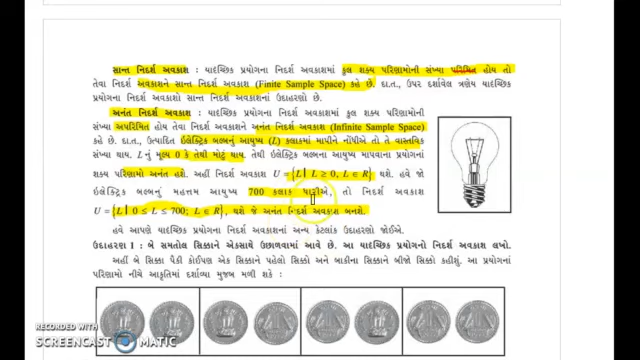 સાન્ત નિદર્શ અવકાશ : યાદચ્છિક પ્રયોગના નિદર્શ અવકાશમાં કુલ શક્ય પરિણામોની સંખ્યા પરિમિત હોય તો
તેવા નિદર્શ અવકાશને સાન્ત નિદર્શ અવકાશ (Finite Sample Space) કહે છે. દા.ત., ઉપર દર્શાવેલ ત્રણેય યાદચ્છિક
પ્રયોગના નિદર્શ અવકાશો સાન્ત નિદર્શ અવકાશનાં ઉદાહરણો છે.
અનંત નિદર્શ અવકાશ : યાદચ્છિક પ્રયોગના નિદર્શ અવકાશમાં કુલ શક્ય પરિણામોની
સંખ્યા અપરિમિત હોય તેવા નિદર્શ અવકાશને અનંત નિદર્શ અવકાશ (Infinite Sample Space)
કહે છે. દા.ત., ઉત્પાદિત ઇલેક્ટ્રિક બલ્બનું આયુષ્ય (L) કલાકમાં માપીને નોંધીએ તો તે વાસ્તવિક
સંખ્યા થાય. L નું મૂલ્ય 0 કે તેથી મોટું થાય. તેથી ઇલેક્ટ્રિક બલ્બના આયુષ્ય માપવાના પ્રયોગનાં
શક્ય પરિણામો અનંત હશે. અહીં નિદર્શ અવકાશ U = {L | L ≥ 0, L ∈ R} થશે. હવે જો
ઇલેક્ટ્રિક બલ્બનું મહત્તમ આયુષ્ય 700 કલાક ધારીએ, તો નિદર્શ અવકાશ
U = {L | 0 ≤ L ≤ 700; L ∈ R}, થશે જે અનંત નિદર્શ અવકાશ બનશે.
હવે આપણે યાદચ્છિક પ્રયોગના નિદર્શ અવકાશનાં અન્ય કેટલાંક ઉદાહરણો જોઈએ.
ઉદાહરણ 1 : બે સમતોલ સિક્કાને એકસાથે ઉછાળવામાં આવે છે. આ યાદચ્છિક પ્રયોગનો નિદર્શ અવકાશ લખો.
અહીં બે સિક્કા પૈકી કોઈપણ એક સિક્કાને પહેલો સિક્કો અને બાકીના સિક્કાને બીજો સિક્કો કહીશું. આ પ્રયોગનાં
પરિણામો નીચે આકૃતિમાં દર્શાવ્યા મુજબ મળી શકે :
RECORDED WITH
SCREENCAST MATIC